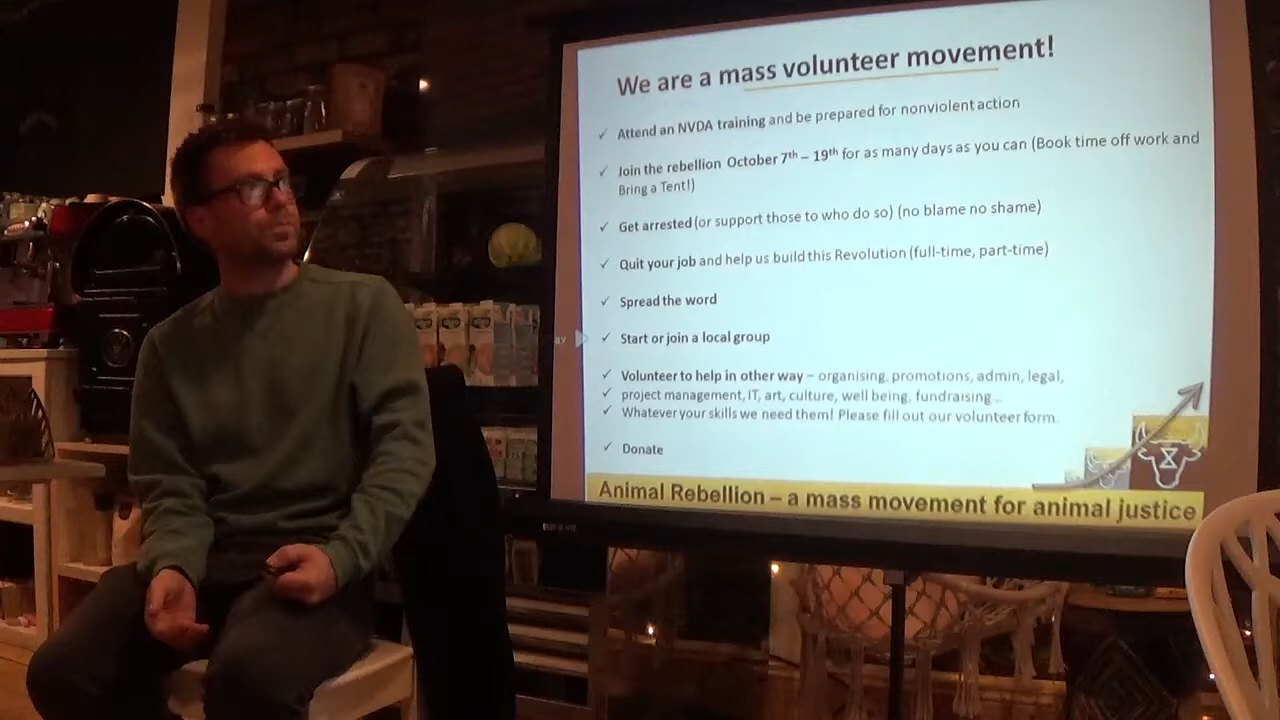 We are a mass volunteer movement!
✓ Attend an NVDA training and be prepared for nonviolent action
✓ Join the rebellion October 7th – 19th for as many days as you can (Book time off work and
Bring a Tent!)
✓ Get arrested (or support those to who do so) (no blame no shame)
✓ Quit your job and help us build this Revolution (full-time, part-time)
✓ Spread the word
✓ Start or join a local group
✓ Volunteer to help in other way – organising, promotions, admin, legal,
✓ project management, IT, art, culture, well being, fundraising ...
✓ Whatever your skills we need them! Please fill out our volunteer form.
✓ Donate
Animal Rebellion – a mass movement for animal justice